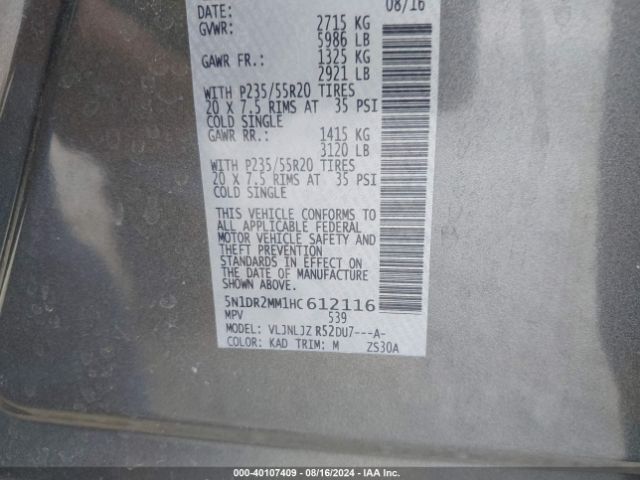 DATE: 08/16
GVWR: 2715 KG
5986 LB
GAWR FR.: 1325 KG
2921 LB
WITH P235/55R20 TIRES
20 X 7.5 RIMS AT 35 PSI
COLD SINGLE
GAWR RR.: 1415 KG
3120 LB
WITH P235/55R20 TIRES
20 X 7.5 RIMS AT 35 PSI
COLD SINGLE
THIS VEHICLE CONFORMS TO
ALL APPLICABLE FEDERAL
MOTOR VEHICLE SAFETY AND
THEFT PREVENTION
STANDARDS IN EFFECT ON
THE DATE OF MANUFACTURE
SHOWN ABOVE.
5N1DR2MM1HC612116
MPV 539
MODEL: VLJNLJZ R52DU7---A-
COLOR: KAD TRIM: M ZS30A
000-40107409 - 08/16/2024 - IAA Inc.